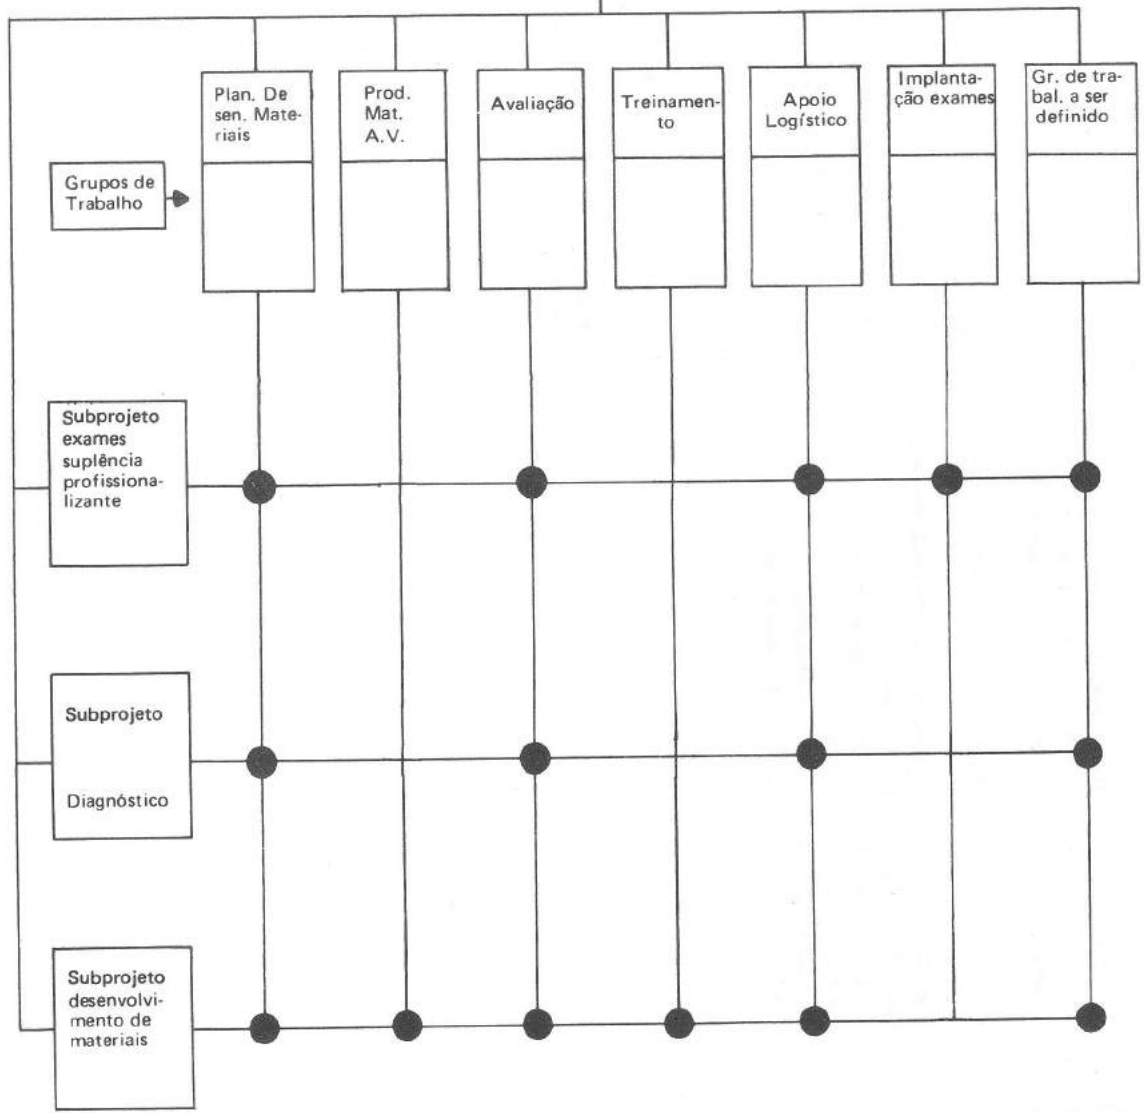 Plan. De
sen. Mate-
riais
Prod.
Mat.
A.V.
Avaliação
Treinamen-
to
Apoio
Logístico
Implanta-
ção exames
Gr. de tra-
bal. a ser
definido
Grupos de
Trabalho
Subprojeto
exames
suplência
profissiona-
lizante
Subprojeto
Diagnóstico
Subprojeto
desenvolvi-
mento de
materiais